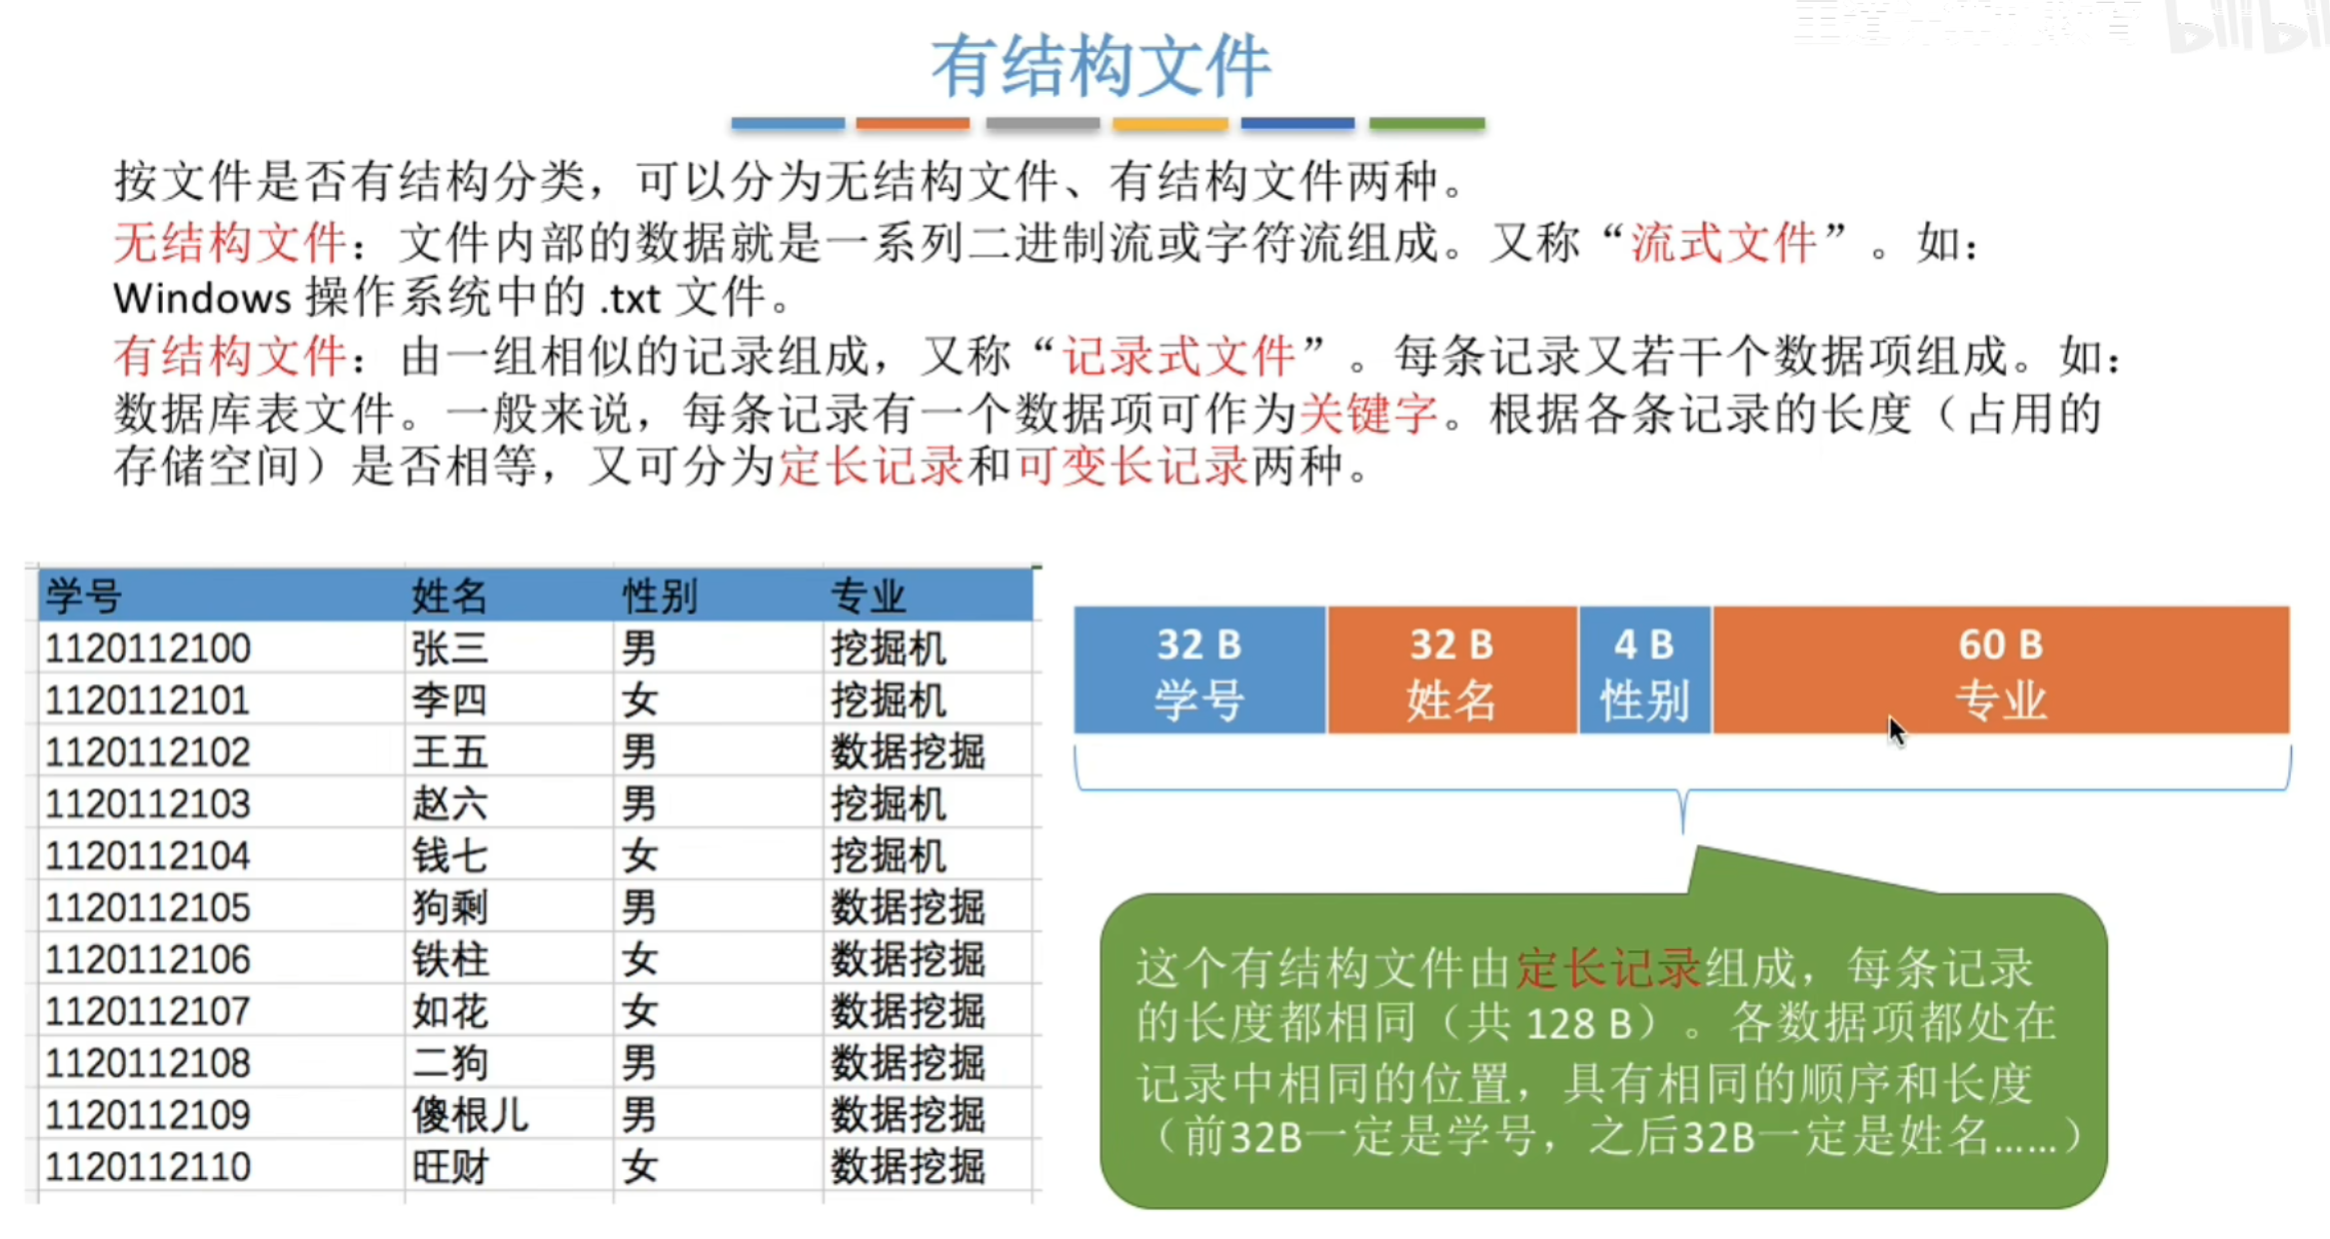 有结构文件
按文件是否有结构分类，可以分为无结构文件、有结构文件两种。
无结构文件：文件内部的数据就是一系列二进制流或字符流组成。又称“流式文件”。如：
Windows 操作系统中的 .txt 文件。
有结构文件：由一组相似的记录组成，又称“记录式文件”。每条记录又若干个数据项组成。如：
数据库表文件。一般来说，每条记录有一个数据项可作为关键字。根据各条记录的长度（占用的
存储空间）是否相等，又可分为定长记录和可变长记录两种。
学号 姓名 性别 专业
1120112100 张三 男 挖掘机
1120112101 李四 女 挖掘机
1120112102 王五 男 数据挖掘
1120112103 赵六 男 挖掘机
1120112104 钱七 女 挖掘机
1120112105 狗剩 男 数据挖掘
1120112106 铁柱 女 数据挖掘
1120112107 如花 女 数据挖掘
1120112108 二狗 男 数据挖掘
1120112109 傻根儿 男 数据挖掘
1120112110 旺财 女 数据挖掘
32 B 32 B 4 B 60 B
学号 姓名 性别 专业
这个有结构文件由定长记录组成，每条记录
的长度都相同（共 128 B）。各数据项都处在
记录中相同的位置，具有相同的顺序和长度
（前32B一定是学号，之后32B一定是姓名……）